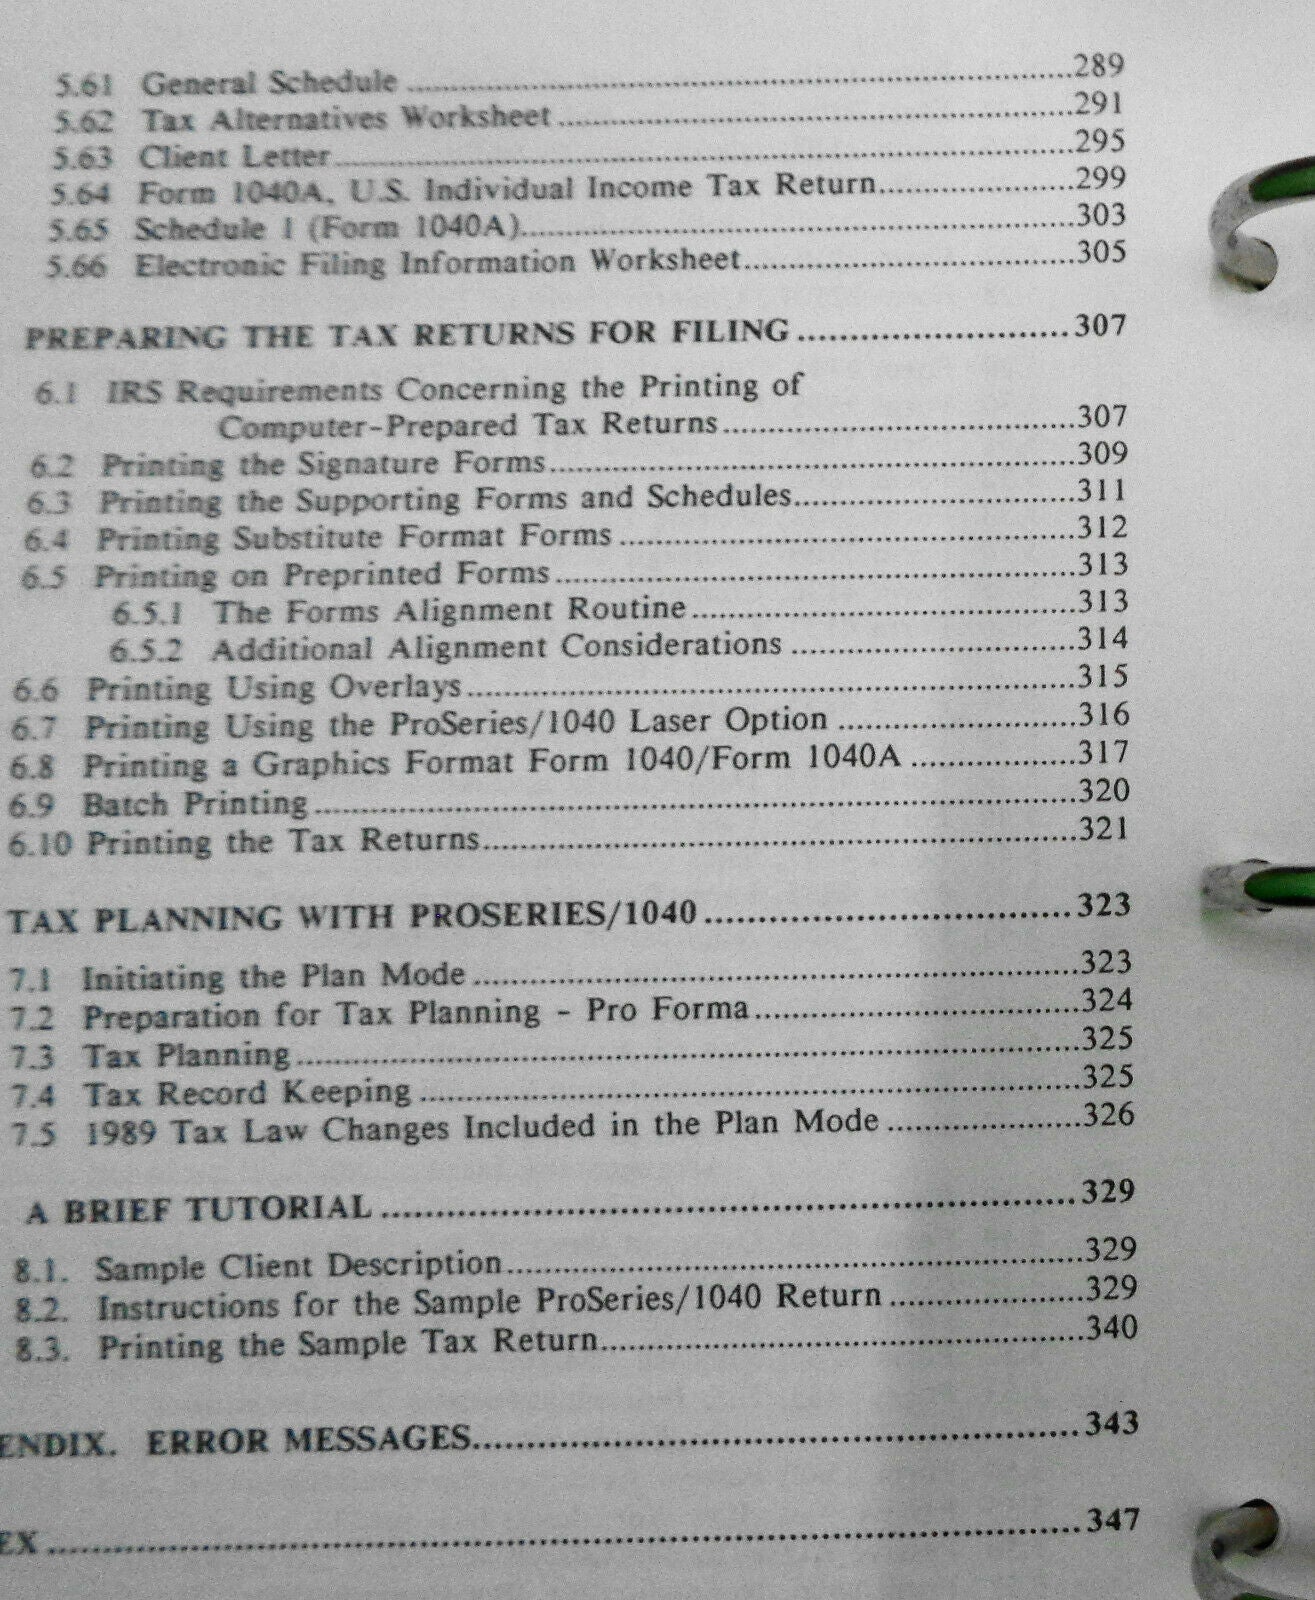 5.61 General Schedule ........ 289
5.62 Tax Alternatives Worksheet ........ 291
5.63 Client Letter ........ 295
5.64 Form 1040A, U.S. Individual Income Tax Return ........ 299
5.65 Schedule 1 (Form 1040A) ........ 303
5.66 Electronic Filing Information Worksheet ........ 305
PREPARING THE TAX RETURNS FOR FILING ........ 307
6.1 IRS Requirements Concerning the Printing of
Computer-Prepared Tax Returns ........ 307
6.2 Printing the Signature Forms ........ 309
6.3 Printing the Supporting Forms and Schedules ........ 311
6.4 Printing Substitute Format Forms ........ 312
6.5 Printing on Preprinted Forms ........ 313
6.5.1 The Forms Alignment Routine ........ 313
6.5.2 Additional Alignment Considerations ........ 314
6.6 Printing Using Overlays ........ 315
6.7 Printing Using the ProSeries/1040 Laser Option ........ 316
6.8 Printing a Graphics Format Form 1040/Form 1040A ........ 317
6.9 Batch Printing ........ 320
6.10 Printing the Tax Returns ........ 321
TAX PLANNING WITH PROSERIES/1040 ........ 323
7.1 Initiating the Plan Mode ........ 323
7.2 Preparation for Tax Planning - Pro Forma ........ 324
7.3 Tax Planning ........ 325
7.4 Tax Record Keeping ........ 325
7.5 1989 Tax Law Changes Included in the Plan Mode ........ 326
A BRIEF TUTORIAL ........ 329
8.1. Sample Client Description ........ 329
8.2. Instructions for the Sample ProSeries/1040 Return ........ 329
8.3. Printing the Sample Tax Return ........ 340
ENDIX. ERROR MESSAGES ........ 343
EX ........ 347